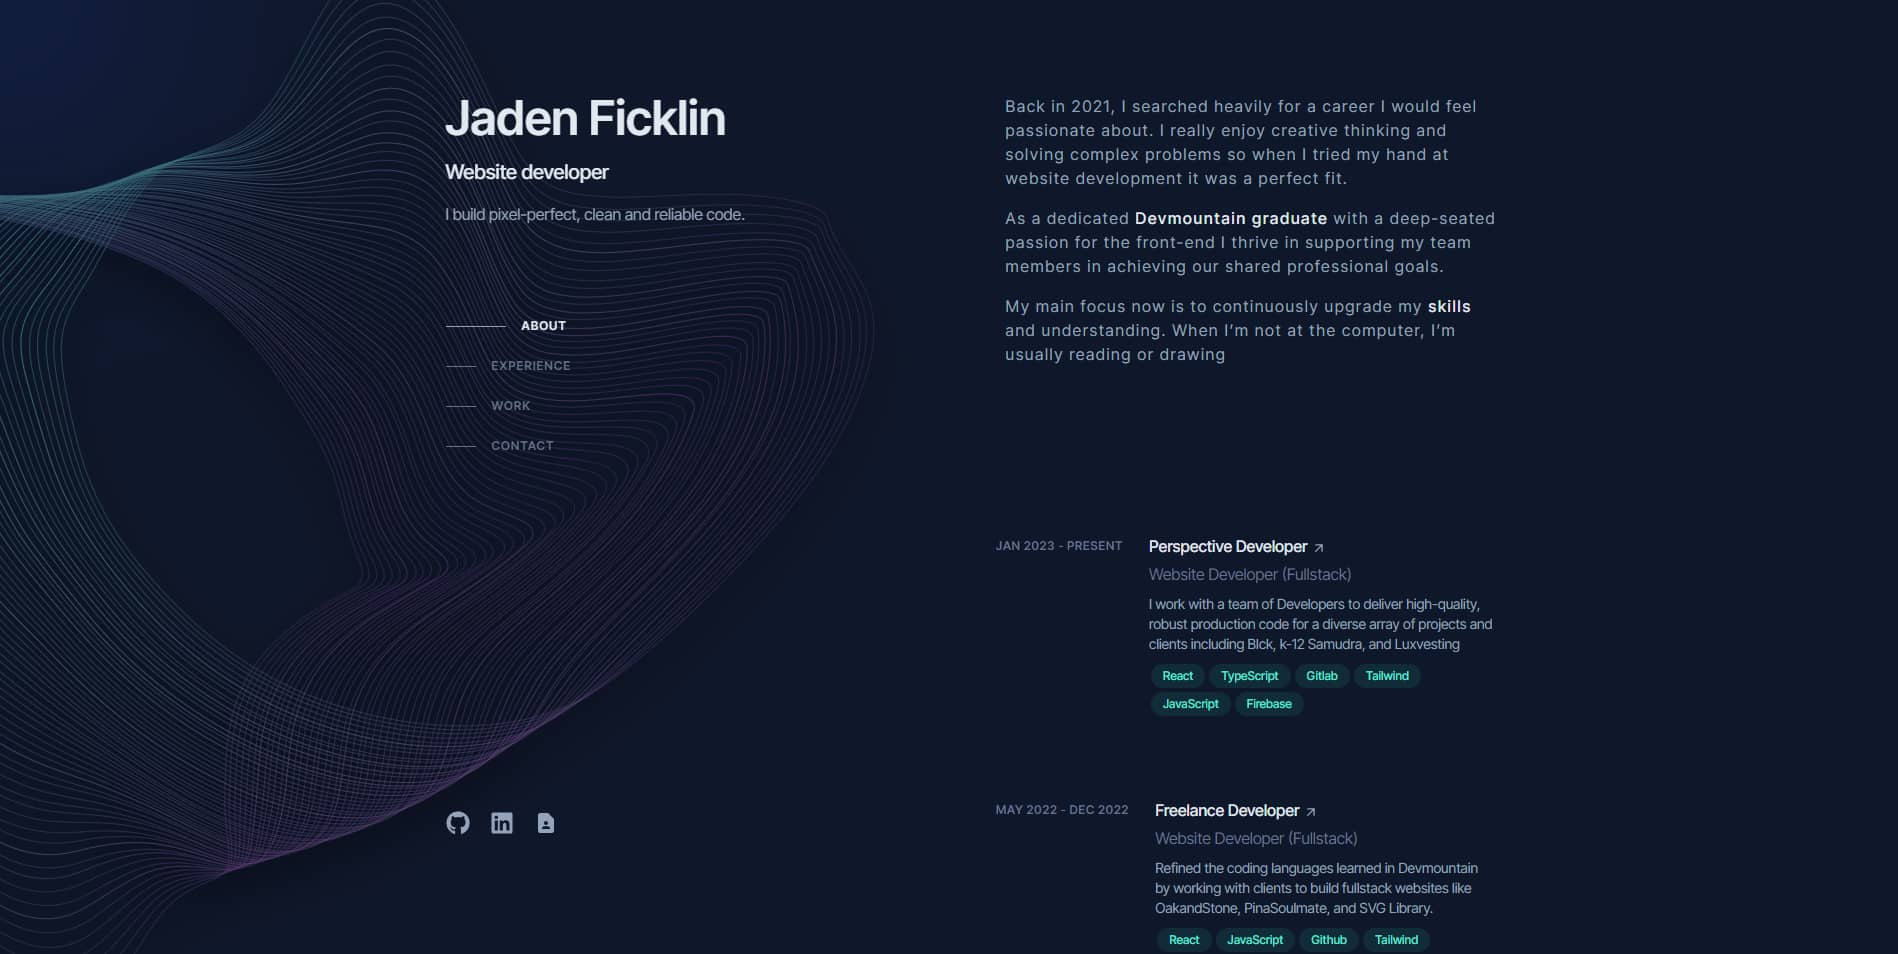 Jaden Ficklin
Website developer
I build pixel-perfect, clean and reliable code.
ABOUT
EXPERIENCE
WORK
CONTACT
Back in 2021, I searched heavily for a career I would feel
passionate about. I really enjoy creative thinking and
solving complex problems so when I tried my hand at
website development it was a perfect fit.
As a dedicated Devmountain graduate with a deep-seated
passion for the front-end I thrive in supporting my team
members in achieving our shared professional goals.
My main focus now is to continuously upgrade my skills
and understanding. When I’m not at the computer, I’m
usually reading or drawing
JAN 2023 - PRESENT
Perspective Developer
Website Developer (Fullstack)
I work with a team of Developers to deliver high-quality,
robust production code for a diverse array of projects and
clients including Blck, k-12 Samudra, and Luxvesting
React TypeScript Gitlab Tailwind
JavaScript Firebase
MAY 2022 - DEC 2022
Freelance Developer
Website Developer (Fullstack)
Refined the coding languages learned in Devmountain
by working with clients to build fullstack websites like
OakandStone, PinaSoulmate, and SVG Library.
React JavaScript Github Tailwind
in